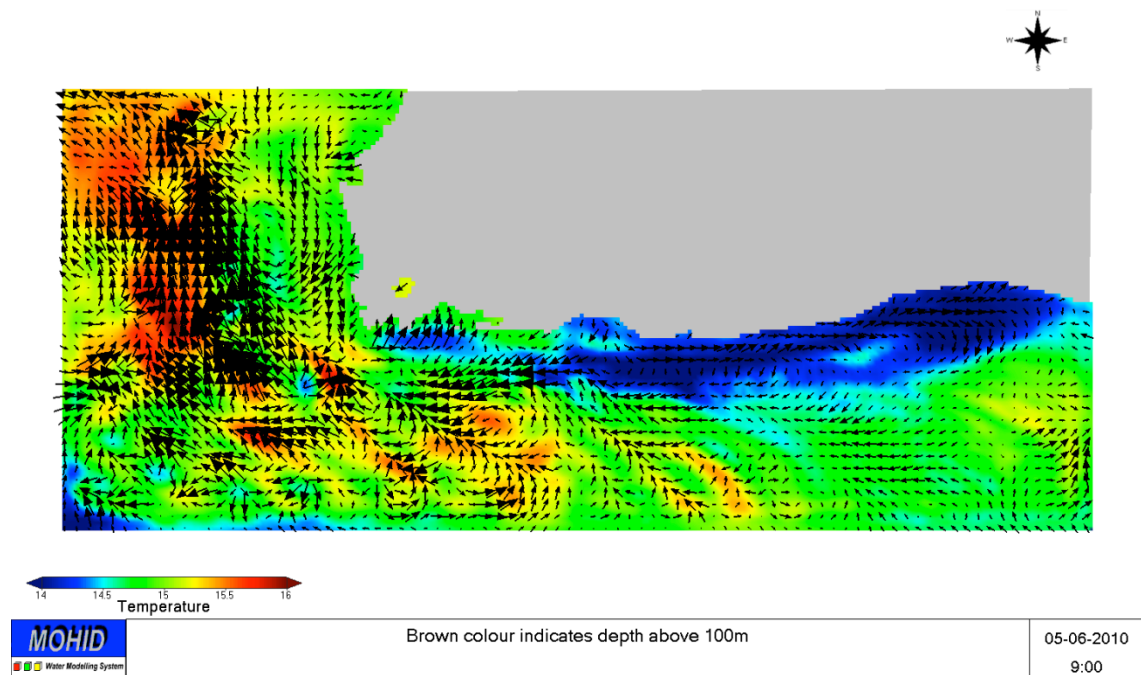 N
W E
S
14 14.5 15 15.5 16
Temperature
MOHID
Water Modelling System
Brown colour indicates depth above 100m
05-06-2010
9:00